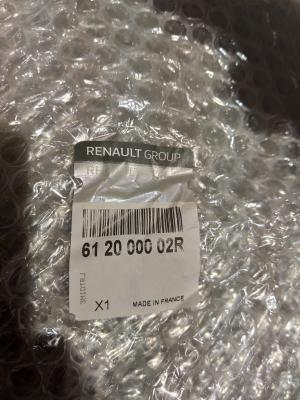 RENAULT GROUP
61 20 000 02R
X1 MADE IN FRANCE